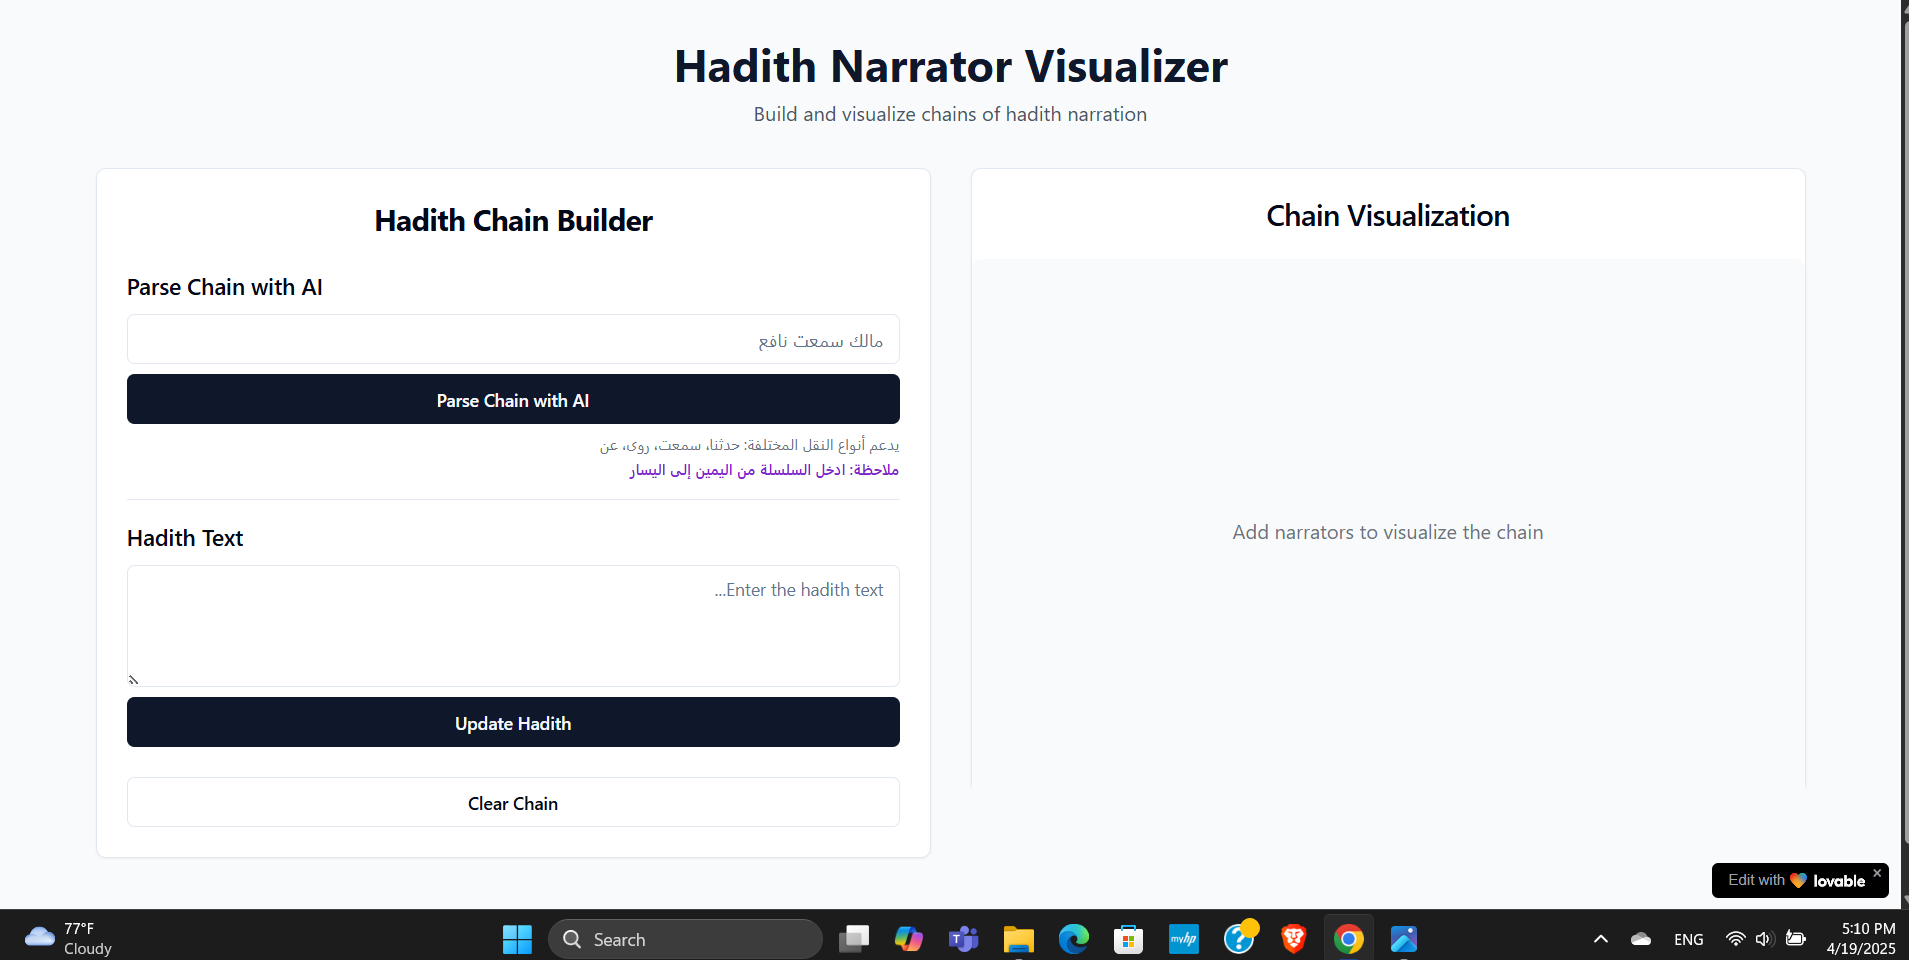 Hadith Narrator Visualizer
Build and visualize chains of hadith narration
Hadith Chain Builder
Parse Chain with AI
مالك سمعت نافع
Parse Chain with AI
يدعم أنواع النقل المختلفة: حدثنا، سمعت، روى، عن
ملاحظة: ادخل السلسلة من اليمين إلى اليسار
Hadith Text
...Enter the hadith text
Update Hadith
Clear Chain
Chain Visualization
Add narrators to visualize the chain
Edit with lovable ×
77°F
Cloudy
Search
myhp
ENG
5:10 PM
4/19/2025